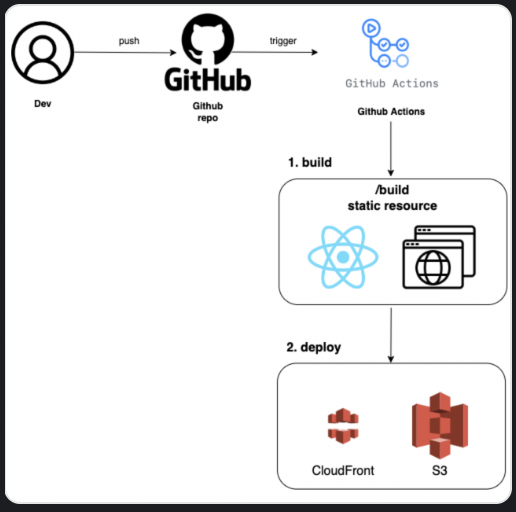 push
trigger
GitHub
GitHub Actions
Dev
Github
repo
Github Actions
1. build
/build
static resource
2. deploy
CloudFront
S3